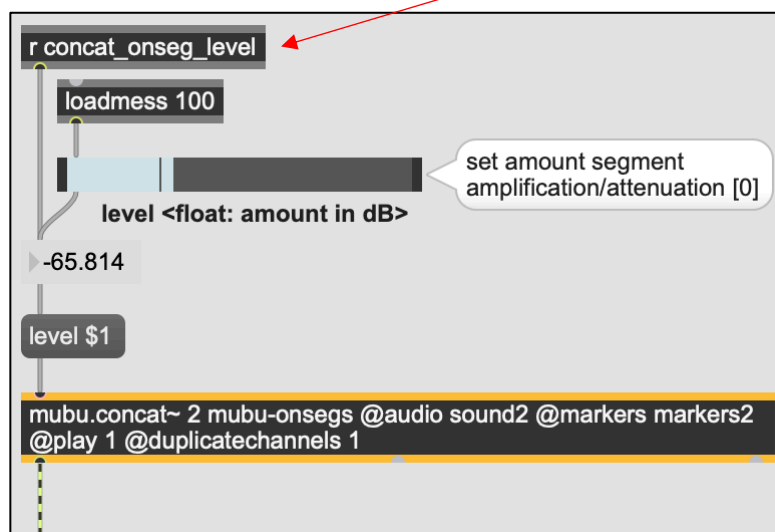 r concat_onseg_level
loadmess 100
set amount segment
amplification/attenuation [0]
level <float: amount in dB>
-65.814
level $1
mubu.concat~ 2 mubu-onsegs @audio sound2 @markers markers2
@play 1 @duplicatechannels 1